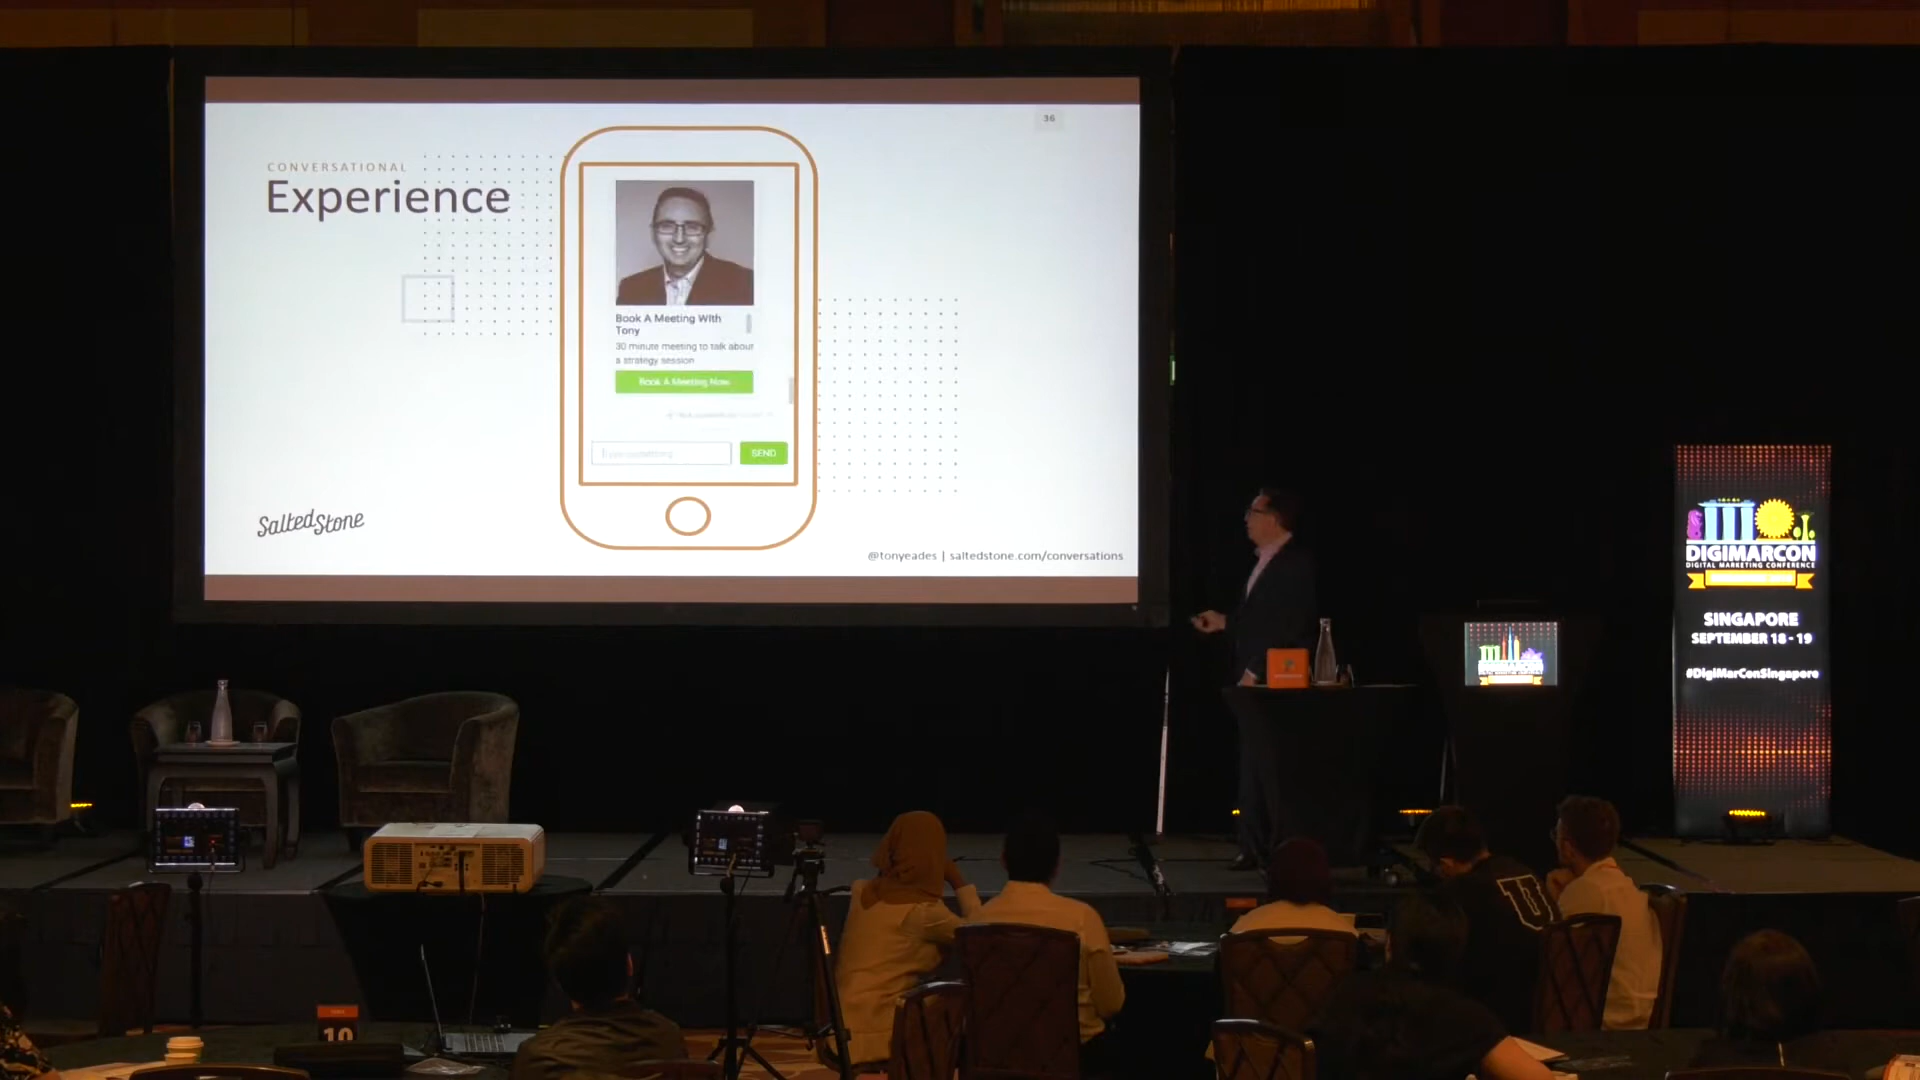 36
CONVERSATIONAL
Experience
Book A Meeting With
Tony
30 minute meeting to talk about
a strategy session
Book A Meeting Now
SEND
SaltedStone
@tonyeades | saltedstone.com/conversations
DIGIMARCON
DIGITAL MARKETING CONFERENCE
SINGAPORE
SEPTEMBER 18 - 19
#DigiMarConSingapore
DIGIMARCON
U
10